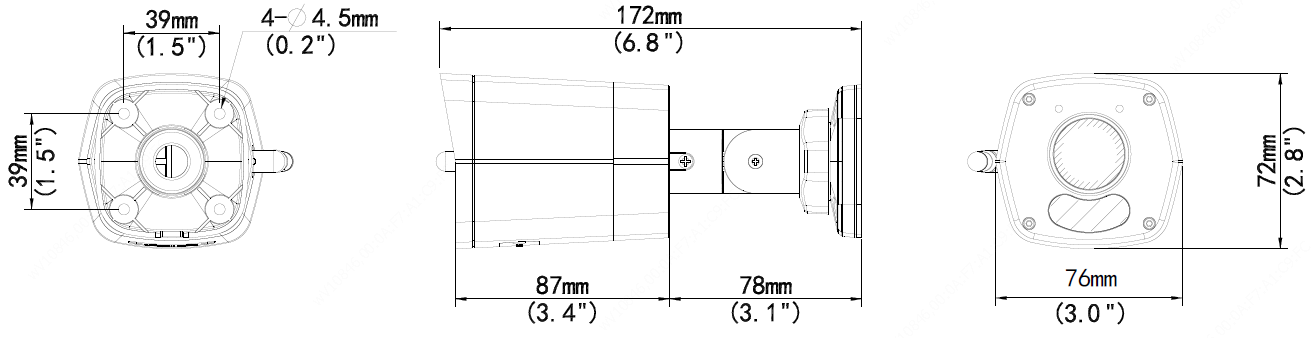 39mm
(1.5")
4-∅ 4.5mm
(0.2")
39mm
(1.5")
172mm
(6.8")
87mm
(3.4")
78mm
(3.1")
72mm
(2.8")
76mm
(3.0")